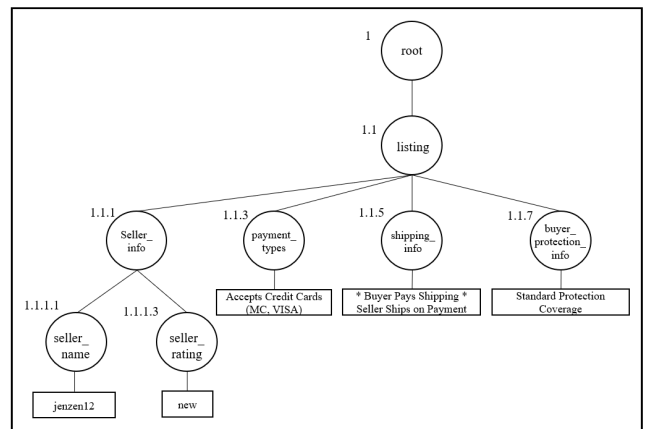 1
root
1.1
listing
1.1.1
1.1.3
1.1.5
1.1.7
Seller_
info
payment_
types
shipping_
info
buyer_
protection_
info
Accepts Credit Cards
(MC, VISA)
* Buyer Pays Shipping *
Seller Ships on Payment
Standard Protection
Coverage
1.1.1.1
1.1.1.3
seller_
name
seller_
rating
jenzen12
new